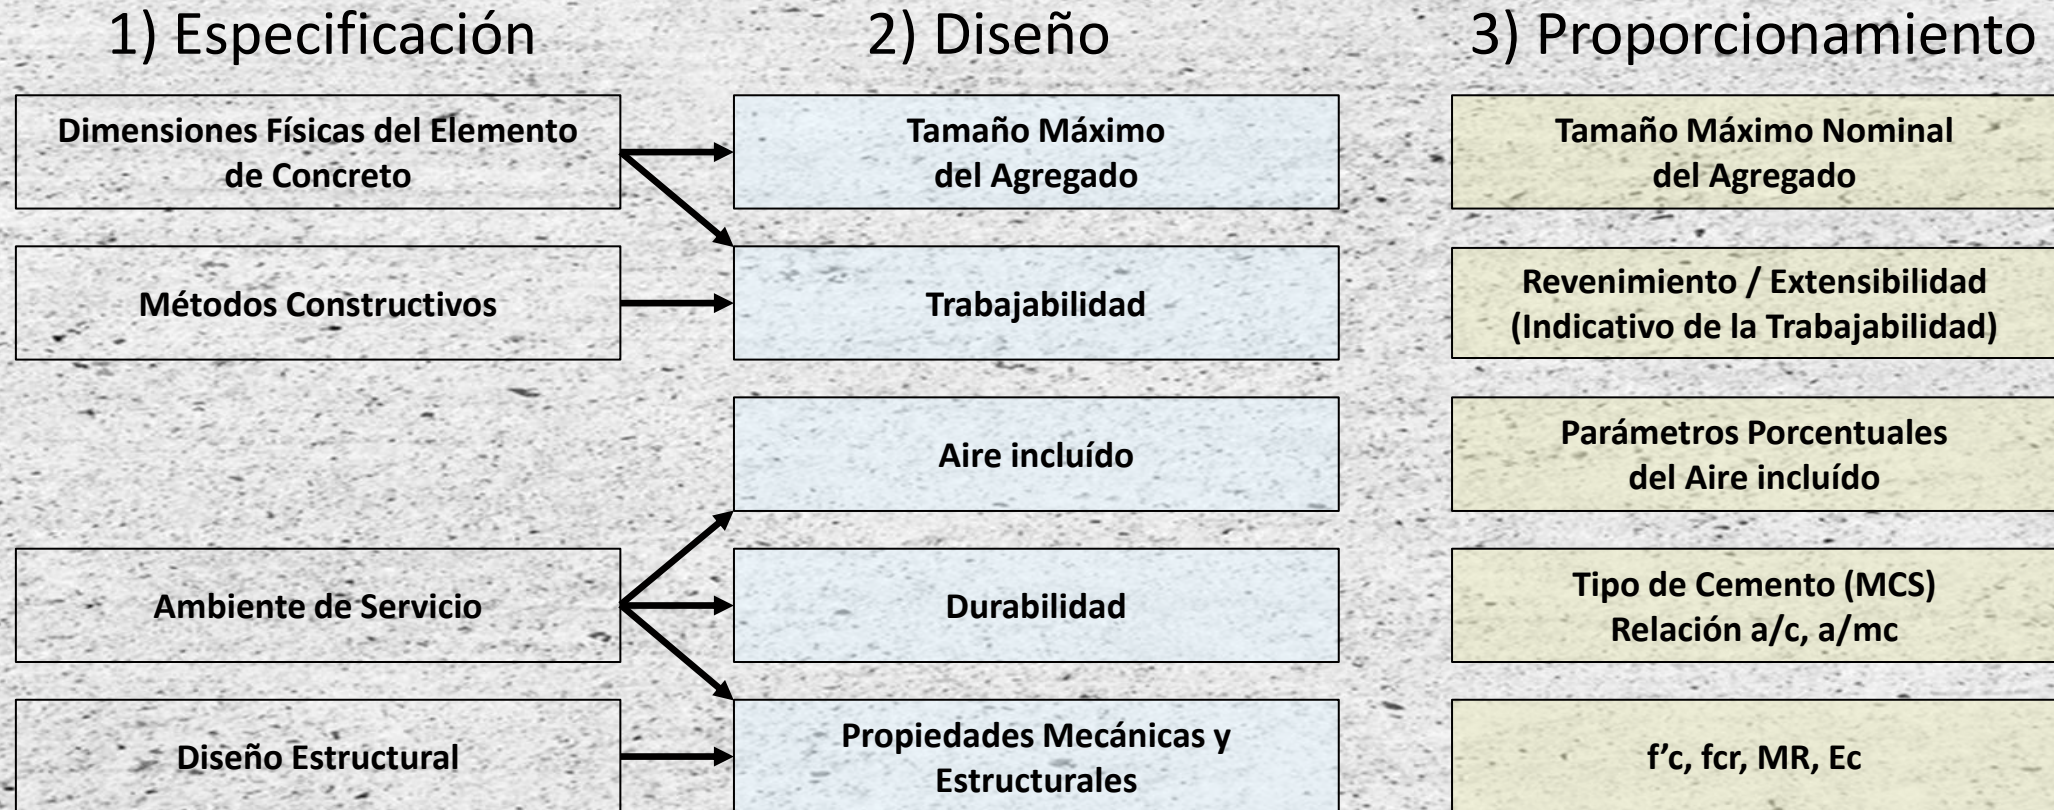 1) Especificación
2) Diseño
3) Proporcionamiento
Dimensiones Físicas del Elemento
de Concreto
Tamaño Máximo
del Agregado
Tamaño Máximo Nominal
del Agregado
Métodos Constructivos
Trabajabilidad
Revenimiento / Extensibilidad
(Indicativo de la Trabajabilidad)
Aire incluído
Parámetros Porcentuales
del Aire incluído
Ambiente de Servicio
Durabilidad
Tipo de Cemento (MCS)
Relación a/c, a/mc
Diseño Estructural
Propiedades Mecánicas y
Estructurales
f’c, fcr, MR, Ec